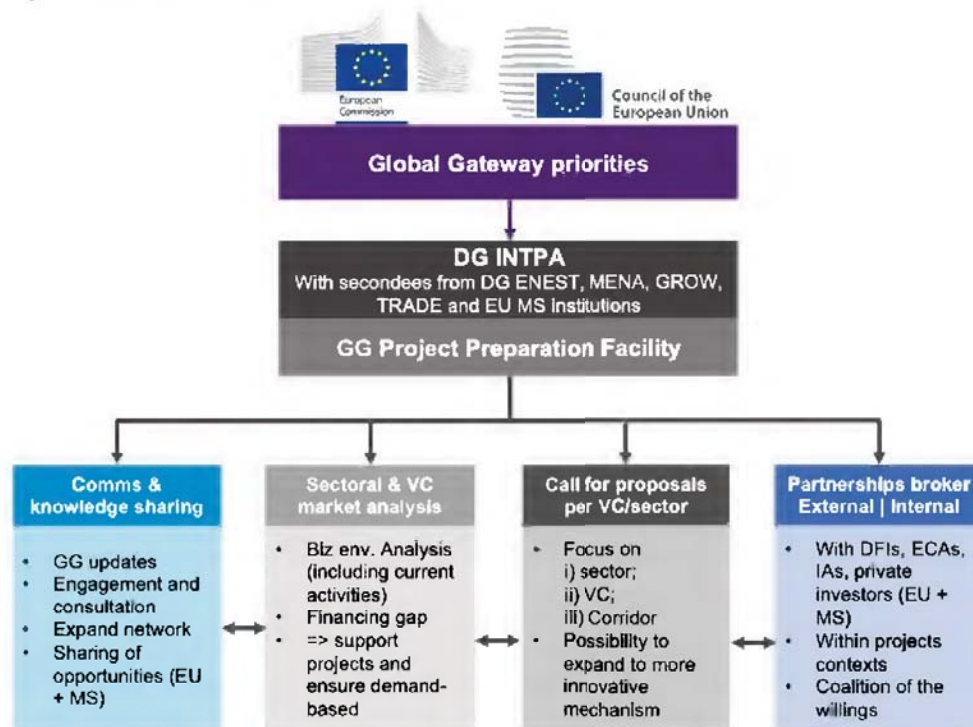 European
Commission
Council of the
European Union
Global Gateway priorities
DG INTPA
With secondees from DG ENEST, MENA, GROW,
TRADE and EU MS Institutions
GG Project Preparation Facility
Comms &
knowledge sharing
• GG updates
• Engagement and
consultation
• Expand network
• Sharing of
opportunities (EU
+ MS)
Sectoral & VC
market analysis
• Biz env. Analysis
(including current
activities)
• Financing gap
• => support
projects and
ensure demand-
based
Call for proposals
per VC/sector
• Focus on
i) sector;
ii) VC;
iii) Corridor
• Possibility to
expand to more
innovative
mechanism
Partnerships broker
External | Internal
• With DFIs, ECAs,
IAs, private
investors (EU +
MS)
• Within projects
contexts
• Coalition of the
willings